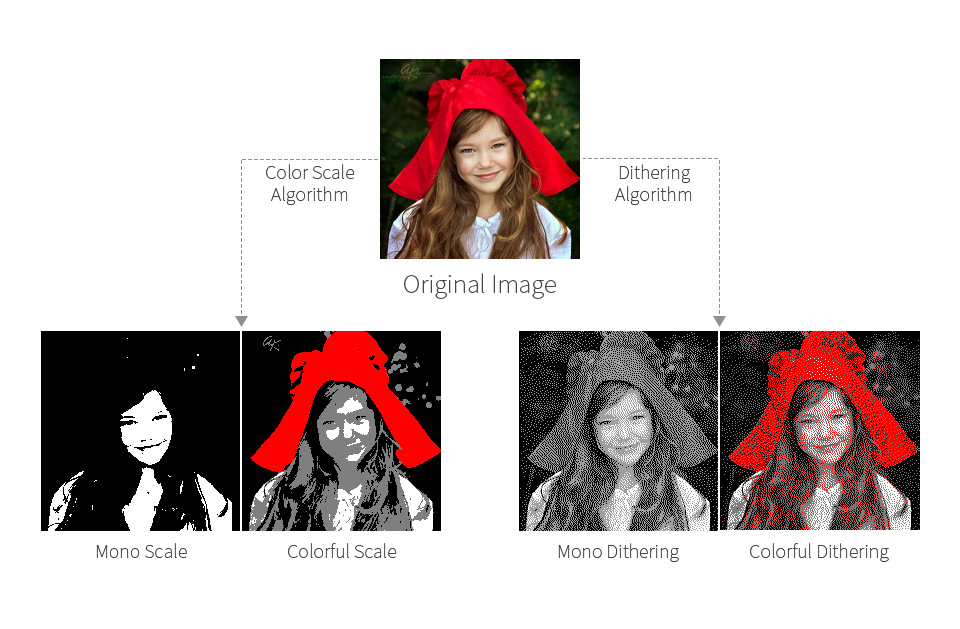 Color Scale
Algorithm
Dithering
Algorithm
Original Image
Mono Scale
Colorful Scale
Mono Dithering
Colorful Dithering